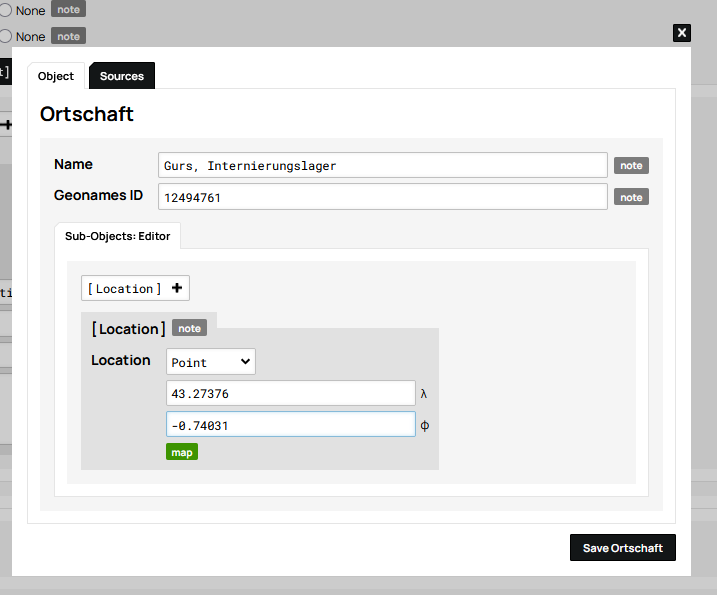 None note
None note
X
t]
Object Sources
Ortschaft
Name Gurs, Internierungslager note
Geonames ID 12494761 note
Sub-Objects: Editor
[Location] +
[Location] note
ti
Location Point
43.27376 λ
-0.74031 φ
map
Save Ortschaft